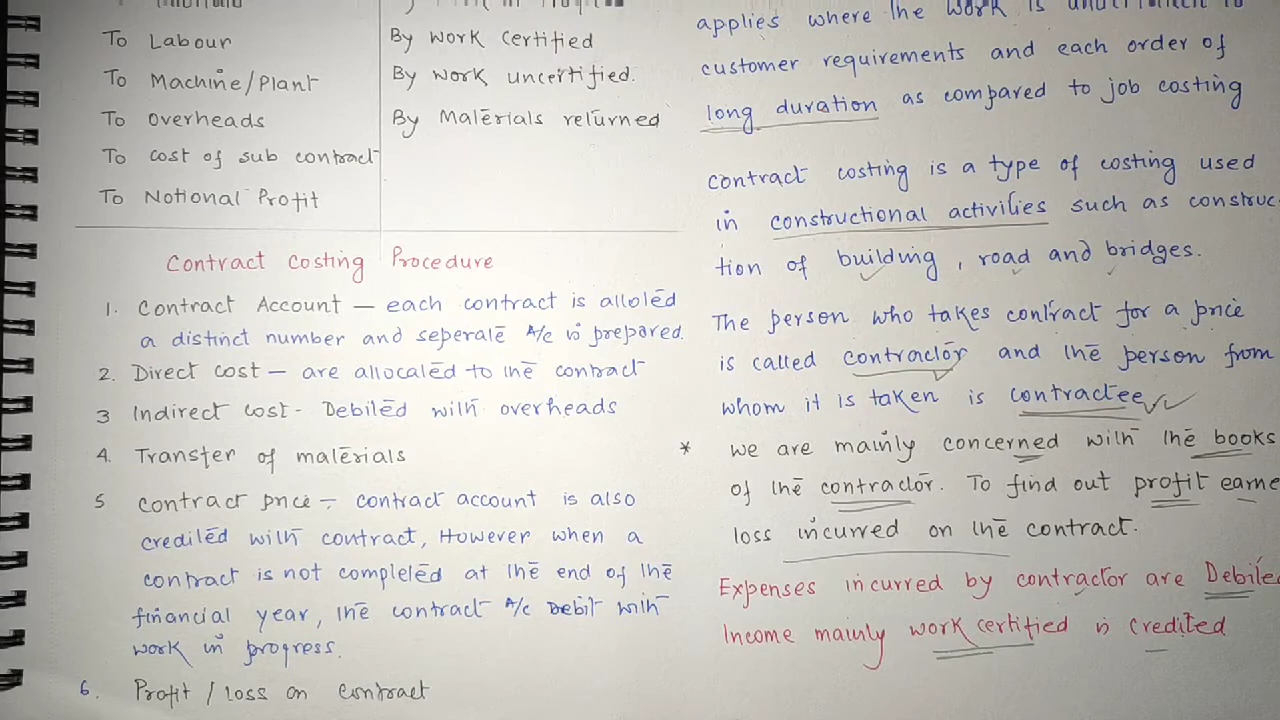 To Labour
To Machine/Plant
To Overheads
To cost of sub contract
To Notional Profit
By work certified
By work uncertified.
By Materials returned
Contract Costing Procedure
1. Contract Account – each contract is alloted
a distinct number and seperate A/c is prepared.
2. Direct cost – are allocated to the contract
3 Indirect cost - Debited with overheads
4. Transfer of materials
5 contract price – contract account is also
credited with contract, However when a
contract is not completed at the end of the
financial year, the contract A/c Debit with
work in progress.
6. Profit / loss on contract
applies where the work is
customer requirements and each order of
long duration as compared to job costing
contract costing is a type of costing used
in constructional activities such as construc
tion of building, road and bridges.
The person who takes contract for a price
is called contractor and the person from
whom it is taken is contractee
* we are mainly concerned with the books
of the contractor. To find out profit earne
loss incurred on the contract.
Expenses incurred by contractor are Debited
Income mainly work certified is credited